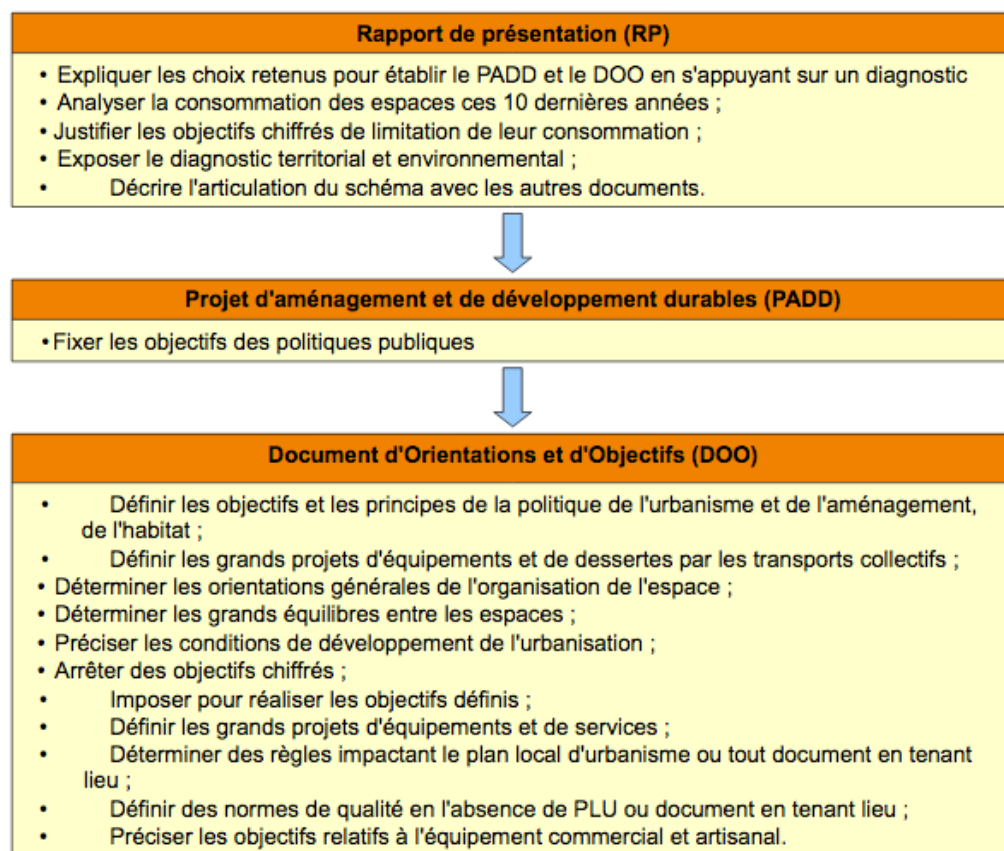 Rapport de présentation (RP)
• Expliquer les choix retenus pour établir le PADD et le DOO en s'appuyant sur un diagnostic
• Analyser la consommation des espaces ces 10 dernières années ;
• Justifier les objectifs chiffrés de limitation de leur consommation ;
• Exposer le diagnostic territorial et environnemental ;
• Décrire l'articulation du schéma avec les autres documents.
Projet d'aménagement et de développement durables (PADD)
• Fixer les objectifs des politiques publiques
Document d'Orientations et d'Objectifs (DOO)
• Définir les objectifs et les principes de la politique de l'urbanisme et de l'aménagement,
de l'habitat ;
• Définir les grands projets d'équipements et de dessertes par les transports collectifs ;
• Déterminer les orientations générales de l'organisation de l'espace ;
• Déterminer les grands équilibres entre les espaces ;
• Préciser les conditions de développement de l'urbanisation ;
• Arrêter des objectifs chiffrés ;
• Imposer pour réaliser les objectifs définis ;
• Définir les grands projets d'équipements et de services ;
• Déterminer des règles impactant le plan local d'urbanisme ou tout document en tenant
lieu ;
• Définir des normes de qualité en l'absence de PLU ou document en tenant lieu ;
• Préciser les objectifs relatifs à l'équipement commercial et artisanal.